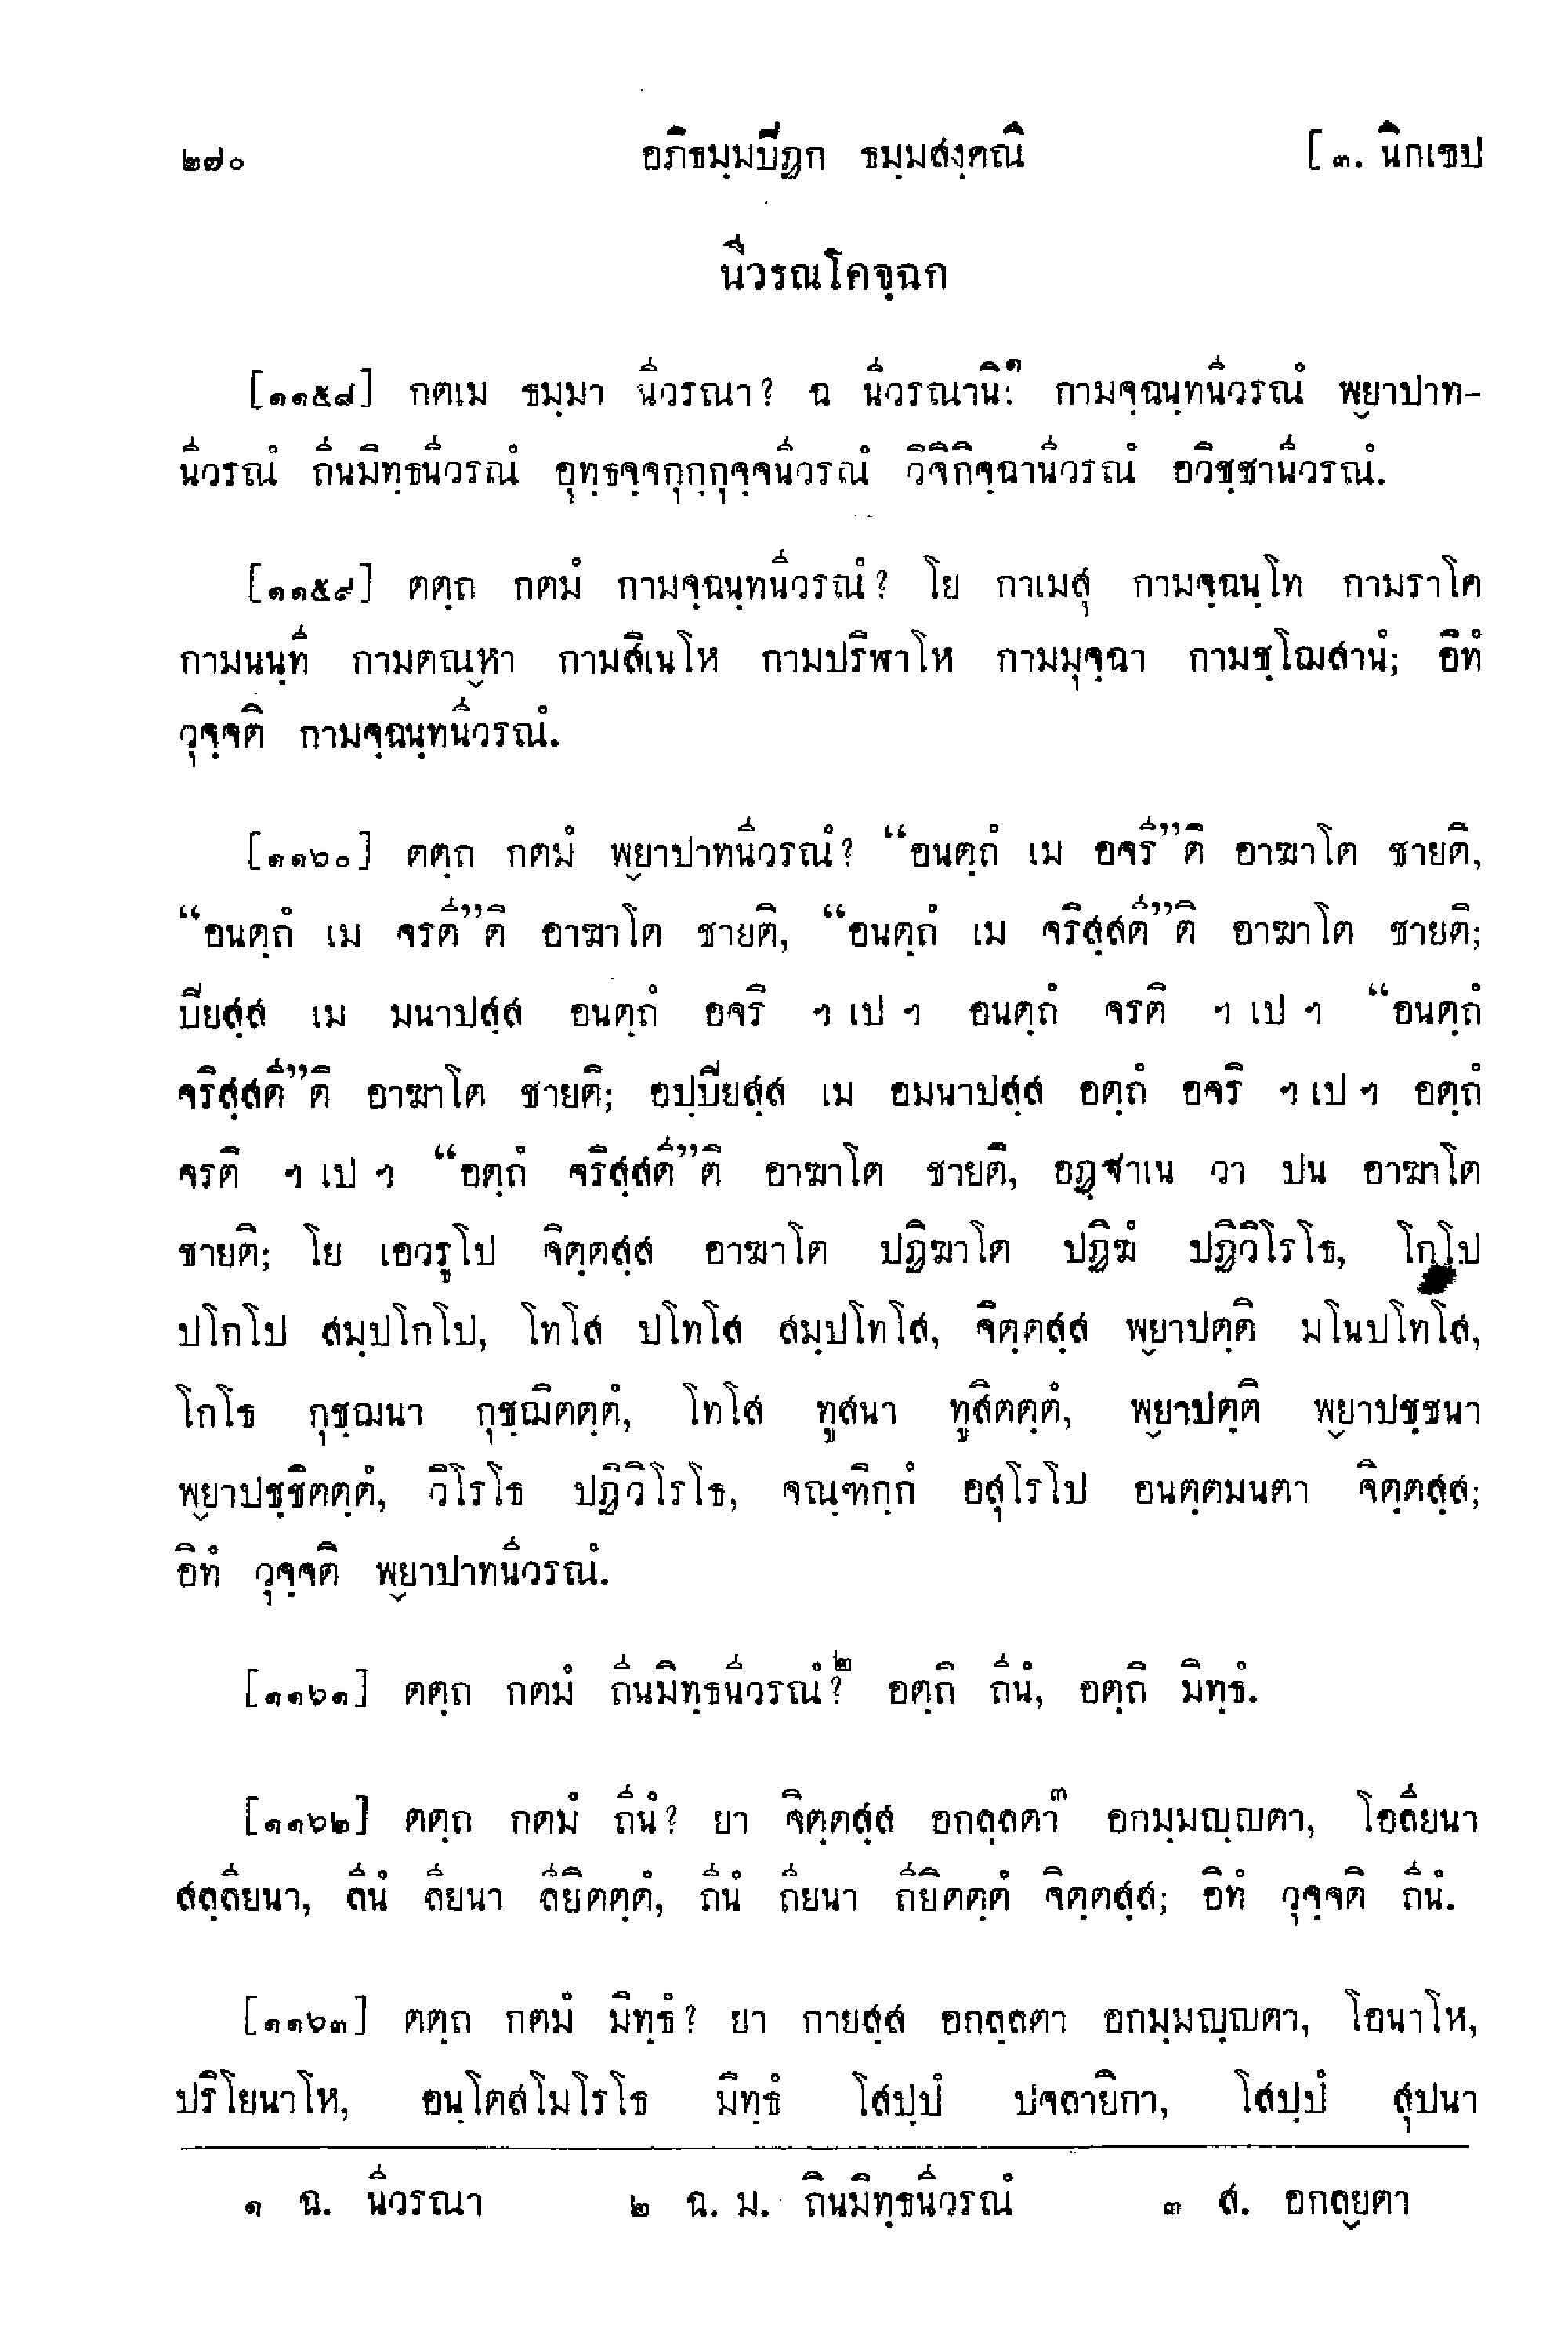 ๒๗๐ อภิธมฺมปิฏก ธมฺมสงฺคณิ [ ๓. นิกเขป
นีวรณโคจฺฉก
[๑๑๕๘] กตเม ธมฺมา นีวรณา? ฉ นีวรณานิ:๑ กามจฺฉนฺทนีวรณํ พฺยาปาท-
นีวรณํ ถีนมิทฺธนีวรณํ อุทฺธจฺจกุกฺกุจฺจนีวรณํ วิจิกิจฺฉานีวรณํ อวิชฺชานีวรณํ.
[๑๑๕๙] ตตฺถ กตมํ กามจฺฉนฺทนีวรณํ? โย กาเมสุ กามจฺฉนฺโท กามราโค
กามนนฺที กามตณฺหา กามสิเนโห กามปริฬาโห กามมุจฺฉา กามชฺโฌสานํ; อิทํ
วุจฺจติ กามจฺฉนฺทนีวรณํ.
[๑๑๖๐] ตตฺถ กตมํ พฺยาปาทนีวรณํ? “อนตฺถํ เม อจรี”ติ อาฆาโต ชายติ,
“อนตฺถํ เม จรตี”ติ อาฆาโต ชายติ, “อนตฺถํ เม จริสฺสตี”ติ อาฆาโต ชายติ;
ปิยสฺส เม มนาปสฺส อนตฺถํ อจริ ฯ เป ฯ อนตฺถํ จรติ ฯ เป ฯ “อนตฺถํ
จริสฺสตี”ติ อาฆาโต ชายติ; อปฺปิยสฺส เม อมนาปสฺส อตฺถํ อจริ ฯ เป ฯ อตฺถํ
จรติ ฯ เป ฯ “อตฺถํ จริสฺสตี”ติ อาฆาโต ชายติ, อฏฺฐาเน วา ปน อาฆาโต
ชายติ; โย เอวรูโป จิตฺตสฺส อาฆาโต ปฏิฆาโต ปฏิฆํ ปฏิวิโรโธ, โกโป
ปโกโป สมฺปโกโป, โทโส ปโทโส สมฺปโทโส, จิตฺตสฺส พฺยาปตฺติ มโนปโทโส,
โกโธ กุชฺฌนา กุชฺฌิตตฺตํ, โทโส ทูสนา ทูสิตตฺตํ, พฺยาปตฺติ พฺยาปชฺชนา
พฺยาปชฺชิตตฺตํ, วิโรโธ ปฏิวิโรโธ, จณฺฑิกฺกํ อสุโรโป อนตฺตมนตา จิตฺตสฺส;
อิทํ วุจฺจติ พฺยาปาทนีวรณํ.
[๑๑๖๑] ตตฺถ กตมํ ถีนมิทฺธนีวรณํ?๒ อตฺถิ ถีนํ, อตฺถิ มิทฺธํ.
[๑๑๖๒] ตตฺถ กตมํ ถีนํ? ยา จิตฺตสฺส อกลฺลตา๓ อกมฺมญฺญตา, โอลียนา
สลฺลียนา, ลีนํ ลียนา ลียิตตฺตํ, ถีนํ ถียนา ถียิตตฺตํ จิตฺตสฺส; อิทํ วุจฺจติ ถีนํ.
[๑๑๖๓] ตตฺถ กตมํ มิทฺธํ? ยา กายสฺส อกลฺลตา อกมฺมญฺญตา, โอนาโห,
ปริโยนาโห, อนฺโตสโมโรโธ มิทฺธํ โสปฺปํ ปจลายิกา, โสปฺปํ สุปนา
๑ ฉ. นีวรณา ๒ ฉ. ม. ถินมิทฺธนีวรณํ ๓ สี. อกลฺยตา